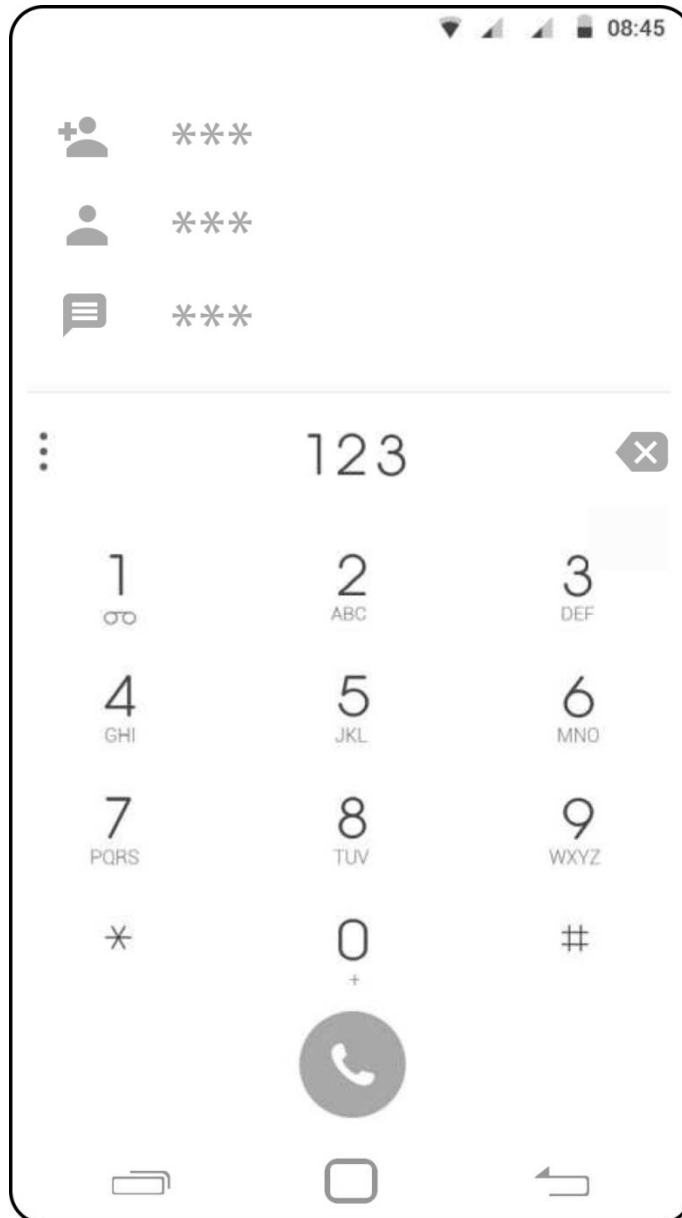 08:45
***
***
***
123
1 2 3
ABC DEF
4 5 6
GHI JKL MNO
7 8 9
PQRS TUV WXYZ
* 0 #
+